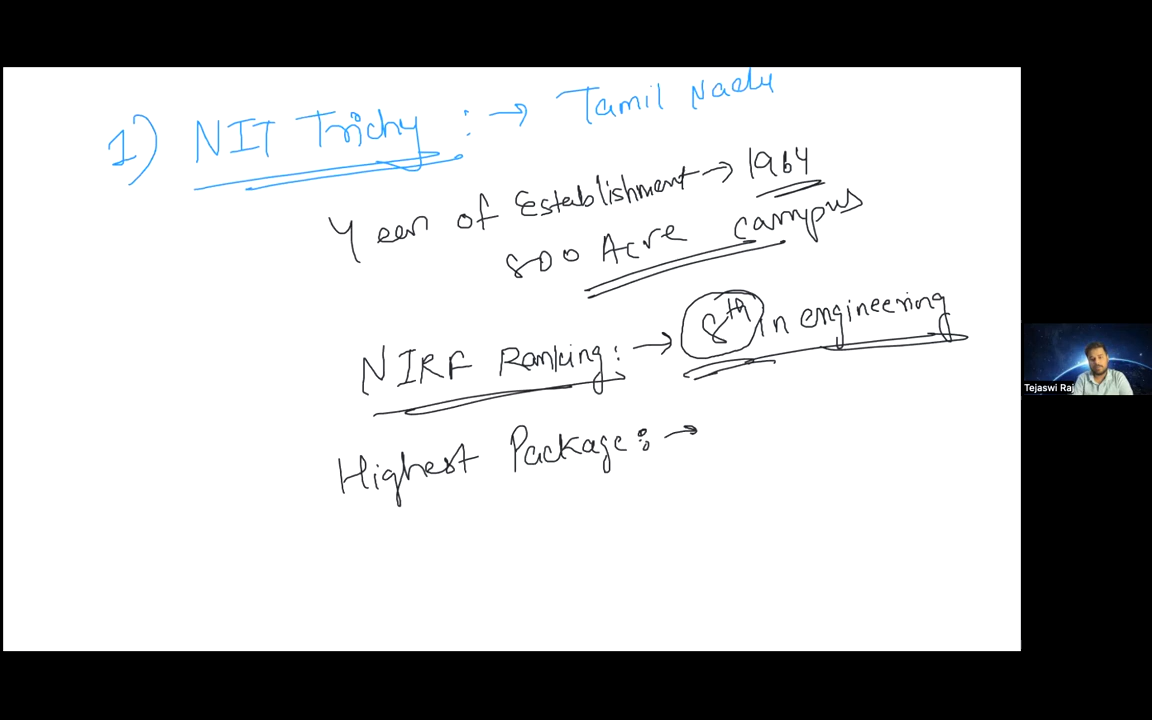 1) NIT Trichy :→ Tamil Nadu
Year of Establishment → 1964
800 Acre campus
NIRF Ranking: → 8th in engineering
Highest Package: →
Tejaswi Raj